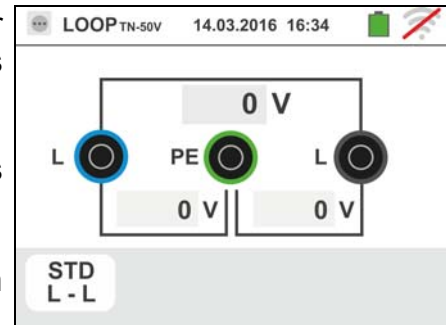 LOOP TN-50V 14.03.2016 16:34
0 V
L PE L
0 V 0 V
STD
L - L